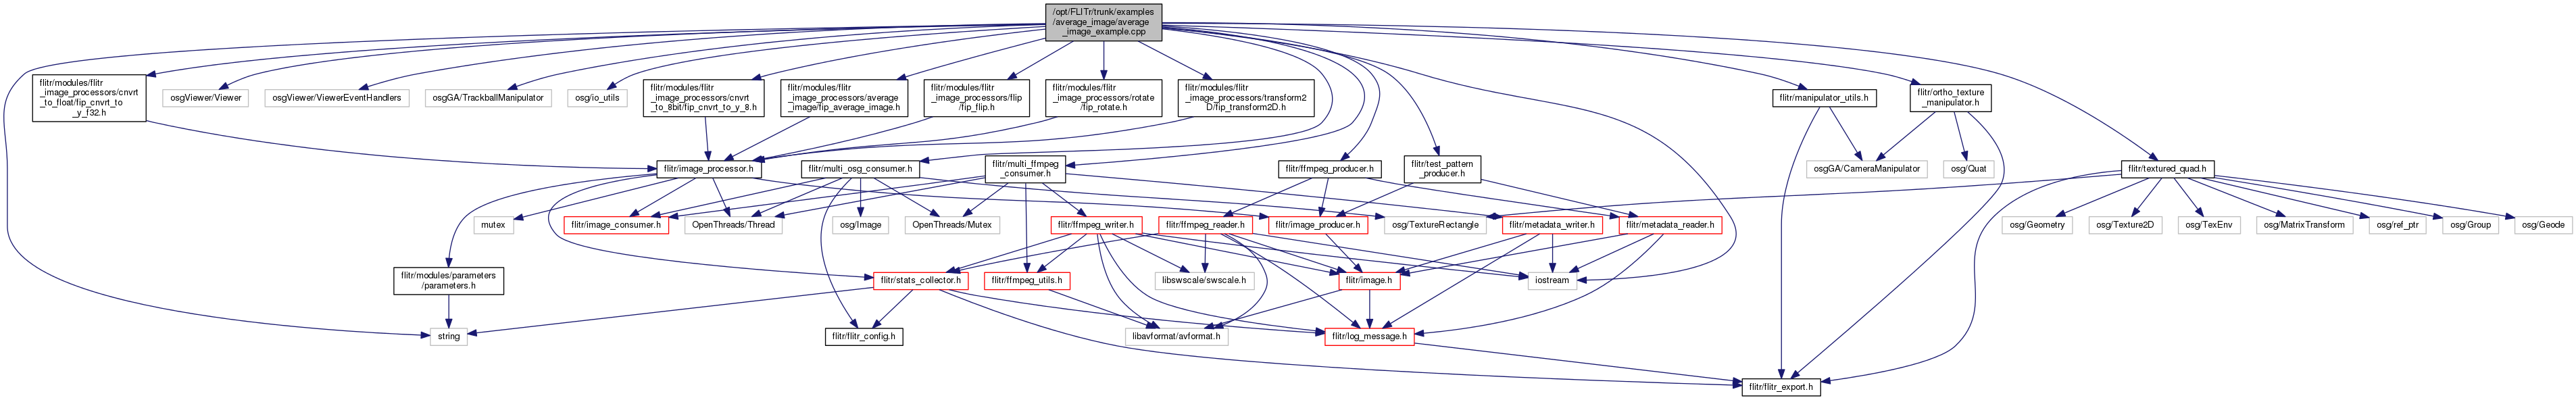 /opt/FLITr/trunk/examples
/average_image/average
_image_example.cpp
flitr/modules/flitr
_image_processors/cnvrt
_to_float/fip_cnvrt_to
_y_f32.h
osgViewer/Viewer
osgViewer/ViewerEventHandlers
osgGA/TrackballManipulator
osg/io_utils
flitr/modules/flitr
_image_processors/cnvrt
_to_8bit/fip_cnvrt_to_y_8.h
flitr/modules/flitr
_image_processors/average
_image/fip_average_image.h
flitr/modules/flitr
_image_processors/flip
/fip_flip.h
flitr/modules/flitr
_image_processors/rotate
/fip_rotate.h
flitr/modules/flitr
_image_processors/transform2
D/fip_transform2D.h
flitr/manipulator_utils.h
flitr/ortho_texture
_manipulator.h
flitr/image_processor.h
flitr/multi_osg_consumer.h
flitr/multi_ffmpeg
_consumer.h
flitr/ffmpeg_producer.h
flitr/test_pattern
_producer.h
osgGA/CameraManipulator
osg/Quat
flitr/textured_quad.h
mutex
flitr/image_consumer.h
OpenThreads/Thread
osg/Image
OpenThreads/Mutex
flitr/ffmpeg_writer.h
flitr/ffmpeg_reader.h
flitr/image_producer.h
osg/TextureRectangle
flitr/metadata_writer.h
flitr/metadata_reader.h
osg/Geometry
osg/Texture2D
osg/TexEnv
osg/MatrixTransform
osg/ref_ptr
osg/Group
osg/Geode
flitr/modules/parameters
/parameters.h
flitr/stats_collector.h
flitr/ffmpeg_utils.h
libswscale/swscale.h
flitr/image.h
iostream
string
flitr/flitr_config.h
libavformat/avformat.h
flitr/log_message.h
flitr/flitr_export.h